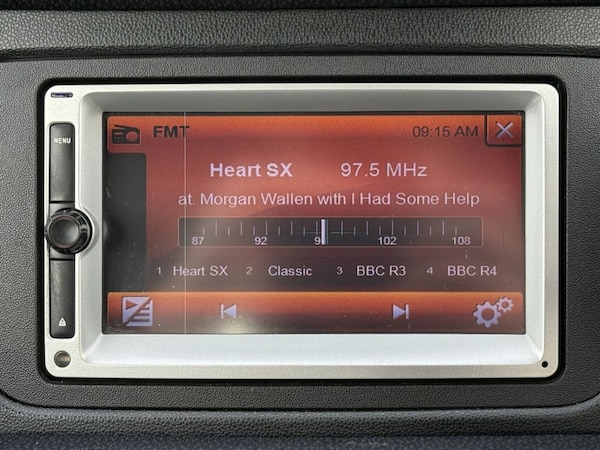 MENU
FMT 09:15 AM
Heart SX 97.5 MHz
at Morgan Wallen with I Had Some Help
87 92 102 108
1 Heart SX 2 Classic 3 BBC R3 4 BBC R4